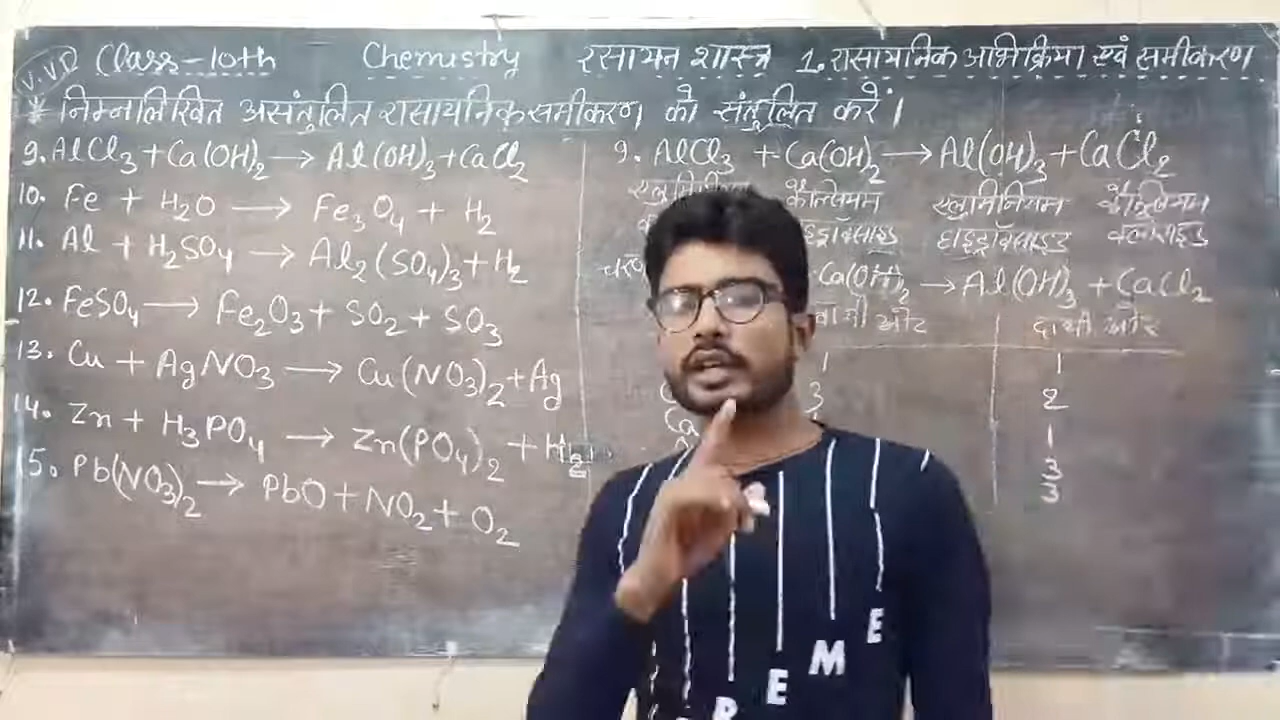 V.V.I Class-10th Chemistry रसायन शास्त्र 1. रासायनिक अभिक्रिया एवं समीकरण
* निम्नलिखित असंतुलित रासायनिक समीकरण को संतुलित करें।
9. AlCl₃ + Ca(OH)₂ → Al(OH)₃ + CaCl₂
10. Fe + H₂O → Fe₃O₄ + H₂
11. Al + H₂SO₄ → Al₂(SO₄)₃ + H₂
12. FeSO₄ → Fe₂O₃ + SO₂ + SO₃
13. Cu + AgNO₃ → Cu(NO₃)₂ + Ag
14. Zn + H₃PO₄ → Zn(PO₄)₂ + H₂
15. Pb(NO₃)₂ → PbO + NO₂ + O₂
9. AlCl₃ + Ca(OH)₂ → Al(OH)₃ + CaCl₂
एलुमिनियम कैल्शियम एलुमिनियम कैल्शियम
हाइड्रॉक्साइड हाइड्रॉक्साइड क्लोराइड
Ca(OH)₂ → Al(OH)₃ + CaCl₂
बायी ओर दायी ओर
1 1
3 2
Ca 1
3
3
E
M
E
R